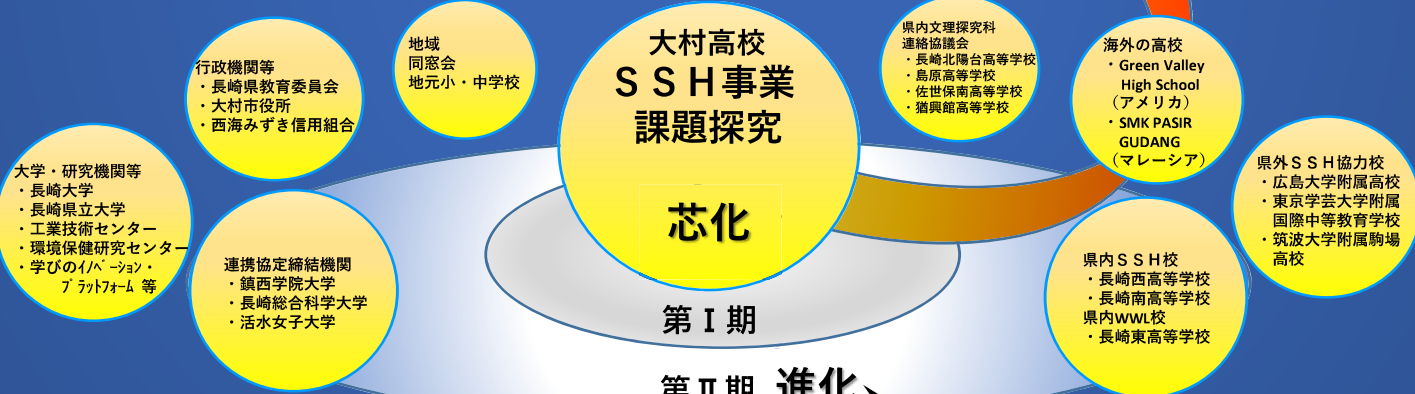 大学・研究機関等
・長崎大学
・長崎県立大学
・工業技術センター
・環境保健研究センター
・学びのｲﾉﾍﾞｰｼｮﾝ・
ﾌﾟﾗｯﾄﾌｫｰﾑ 等
行政機関等
・長崎県教育委員会
・大村市役所
・西海みずき信用組合
連携協定締結機関
・鎮西学院大学
・長崎総合科学大学
・活水女子大学
地域
同窓会
地元小・中学校
大村高校
ＳＳＨ事業
課題探究
芯化
第Ⅰ期
第Ⅱ期 進化
県内文理探究科
連絡協議会
・長崎北陽台高等学校
・島原高等学校
・佐世保南高等学校
・猶興館高等学校
海外の高校
・Green Valley
High School
（アメリカ）
・SMK PASIR
GUDANG
（マレーシア）
県内ＳＳＨ校
・長崎西高等学校
・長崎南高等学校
県内WWL校
・長崎東高等学校
県外ＳＳＨ協力校
・広島大学附属高校
・東京学芸大学附属
国際中等教育学校
・筑波大学附属駒場
高校